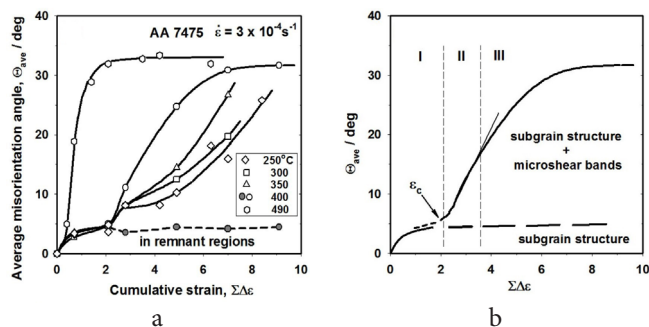 a
AA 7475 ε̇ = 3 x 10⁻⁴s⁻¹
Average misorientation angle, Θave / deg
40
30
20
10
0
250°C
300
350
400
490
in remnant regions
0 2 4 6 8 10
Cumulative strain, ΣΔε
a
b
I II III
Θave / deg
40
30
20
10
0
εc
subgrain structure
+
microshear bands
subgrain structure
0 2 4 6 8 10
ΣΔε
b